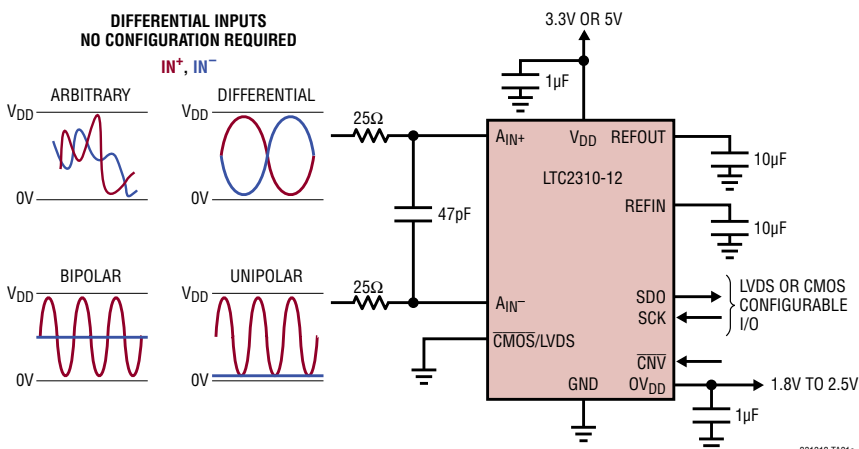 DIFFERENTIAL INPUTS
NO CONFIGURATION REQUIRED
IN+, IN−
ARBITRARY
VDD
0V
DIFFERENTIAL
VDD
0V
BIPOLAR
VDD
0V
UNIPOLAR
VDD
0V
25Ω
47pF
25Ω
3.3V OR 5V
1µF
AIN+
VDD
REFOUT
10µF
LTC2310-12
REFIN
10µF
AIN−
SDO
SCK
LVDS OR CMOS
CONFIGURABLE
I/O
CMOS/LVDS
CNV
GND
OVDD
1.8V TO 2.5V
1µF